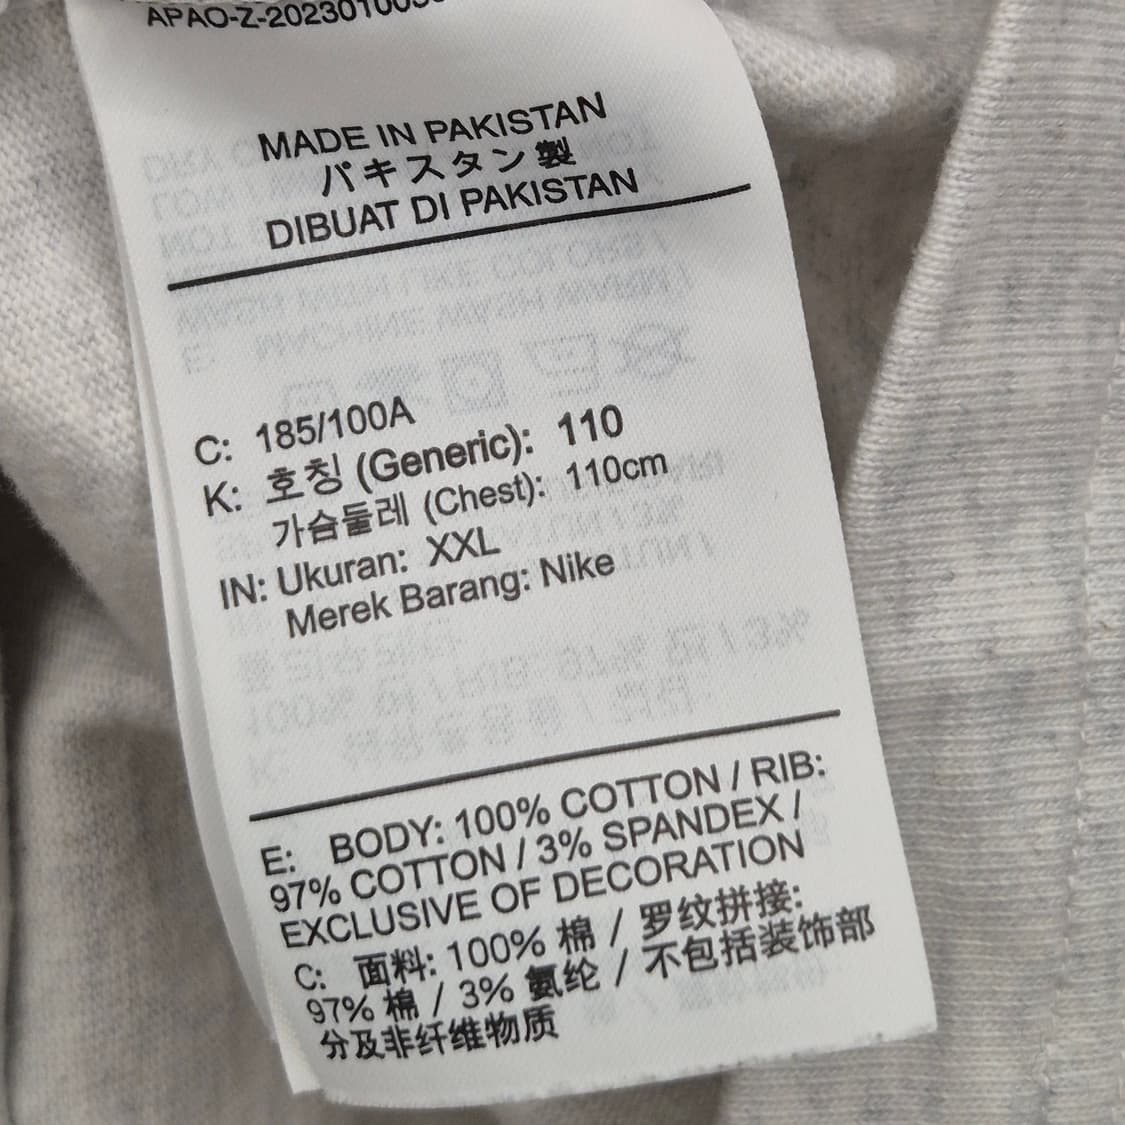 APAO-Z-2023010
MADE IN PAKISTAN
パキスタン製
DIBUAT DI PAKISTAN
C: 185/100A
K: 호칭 (Generic): 110
가슴둘레 (Chest): 110cm
IN: Ukuran: XXL
Merek Barang: Nike
E: BODY: 100% COTTON / RIB:
97% COTTON / 3% SPANDEX /
EXCLUSIVE OF DECORATION
C: 面料: 100% 棉 / 罗纹拼接:
97% 棉 / 3% 氨纶 / 不包括装饰部
分及非纤维物质